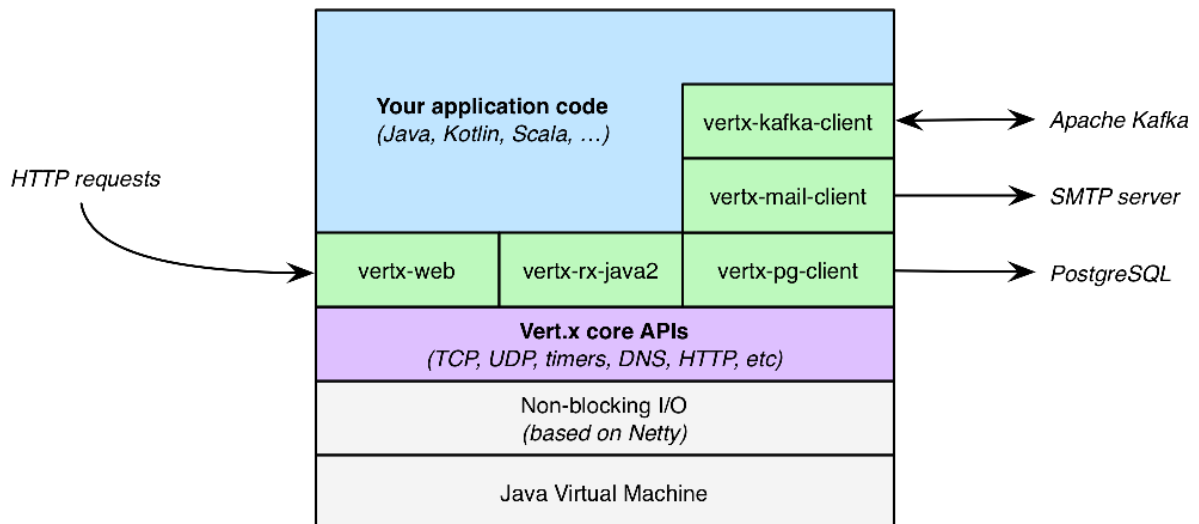 Your application code
(Java, Kotlin, Scala, …)
vertx-kafka-client
Apache Kafka
HTTP requests
vertx-mail-client
SMTP server
vertx-web
vertx-rx-java2
vertx-pg-client
PostgreSQL
Vert.x core APIs
(TCP, UDP, timers, DNS, HTTP, etc)
Non-blocking I/O
(based on Netty)
Java Virtual Machine